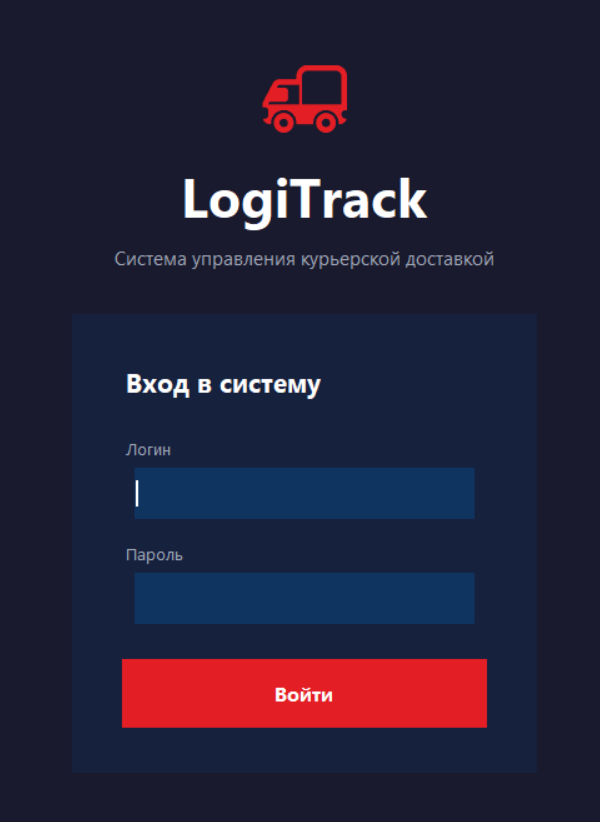 LogiTrack
Система управления курьерской доставкой
Вход в систему
Логин
Пароль
Войти